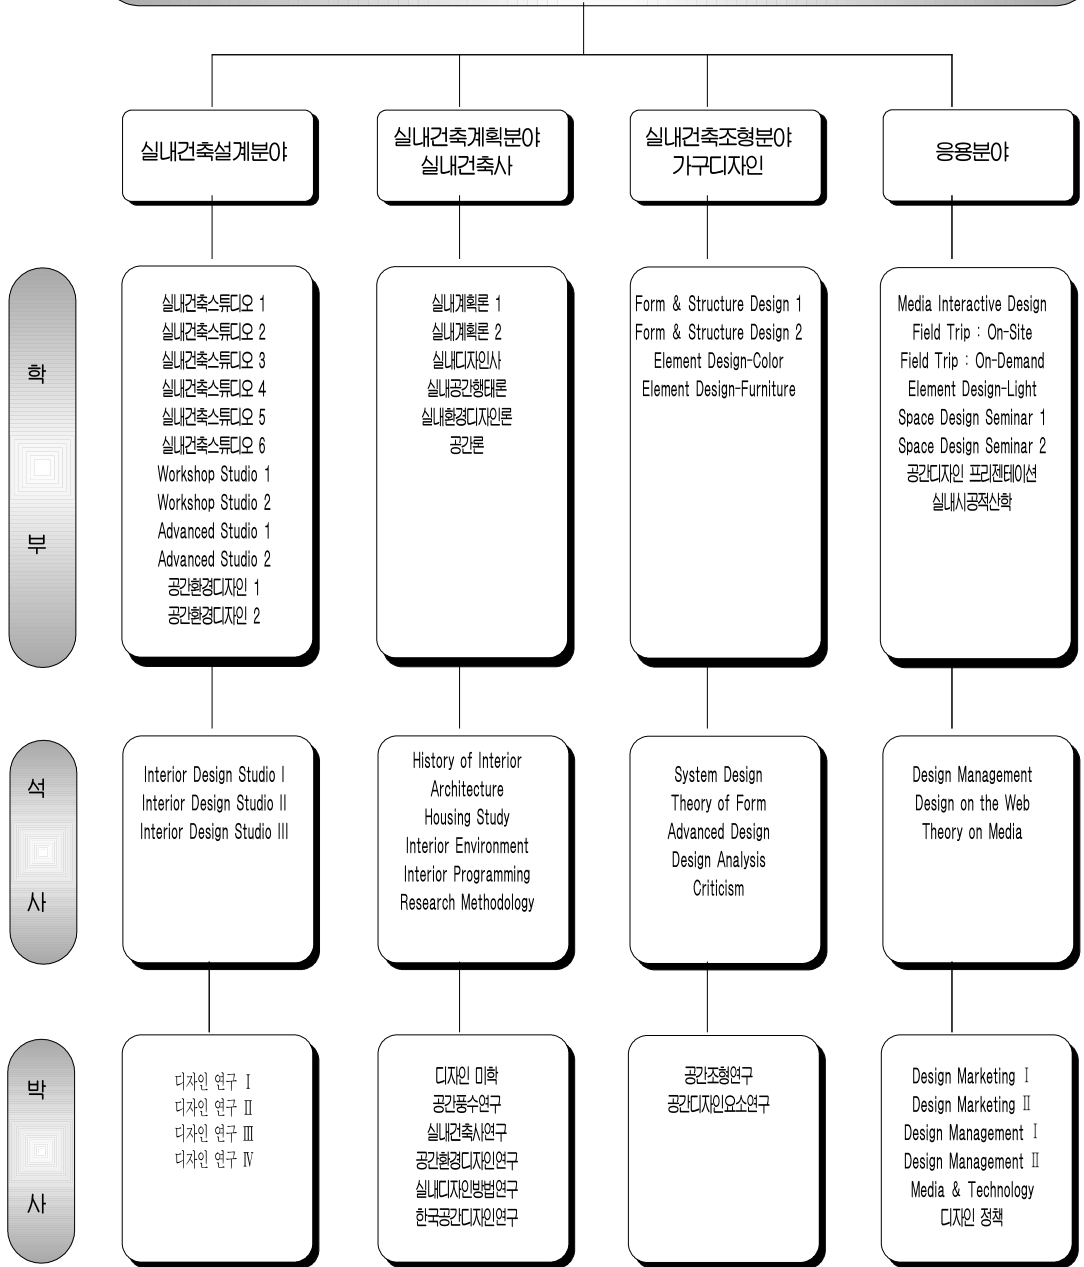 실내건축설계분야
실내건축계획분야
실내건축사
실내건축조형분야
가구디자인
응용분야
학
부
실내건축스튜디오 1
실내건축스튜디오 2
실내건축스튜디오 3
실내건축스튜디오 4
실내건축스튜디오 5
실내건축스튜디오 6
Workshop Studio 1
Workshop Studio 2
Advanced Studio 1
Advanced Studio 2
공간환경디자인 1
공간환경디자인 2
실내계획론 1
실내계획론 2
실내디자인사
실내공간행태론
실내환경디자인론
공간론
Form & Structure Design 1
Form & Structure Design 2
Element Design-Color
Element Design-Furniture
Media Interactive Design
Field Trip : On-Site
Field Trip : On-Demand
Element Design-Light
Space Design Seminar 1
Space Design Seminar 2
공간디자인 프리젠테이션
실내시공적산학
석
사
Interior Design Studio Ⅰ
Interior Design Studio Ⅱ
Interior Design Studio Ⅲ
History of Interior
Architecture
Housing Study
Interior Environment
Interior Programming
Research Methodology
System Design
Theory of Form
Advanced Design
Design Analysis
Criticism
Design Management
Design on the Web
Theory on Media
박
사
디자인 연구 Ⅰ
디자인 연구 Ⅱ
디자인 연구 Ⅲ
디자인 연구 Ⅳ
디자인 미학
공간풍수연구
실내건축사연구
공간환경디자인연구
실내디자인방법연구
한국공간디자인연구
공간조형연구
공간디자인요소연구
Design Marketing Ⅰ
Design Marketing Ⅱ
Design Management Ⅰ
Design Management Ⅱ
Media & Technology
디자인 정책